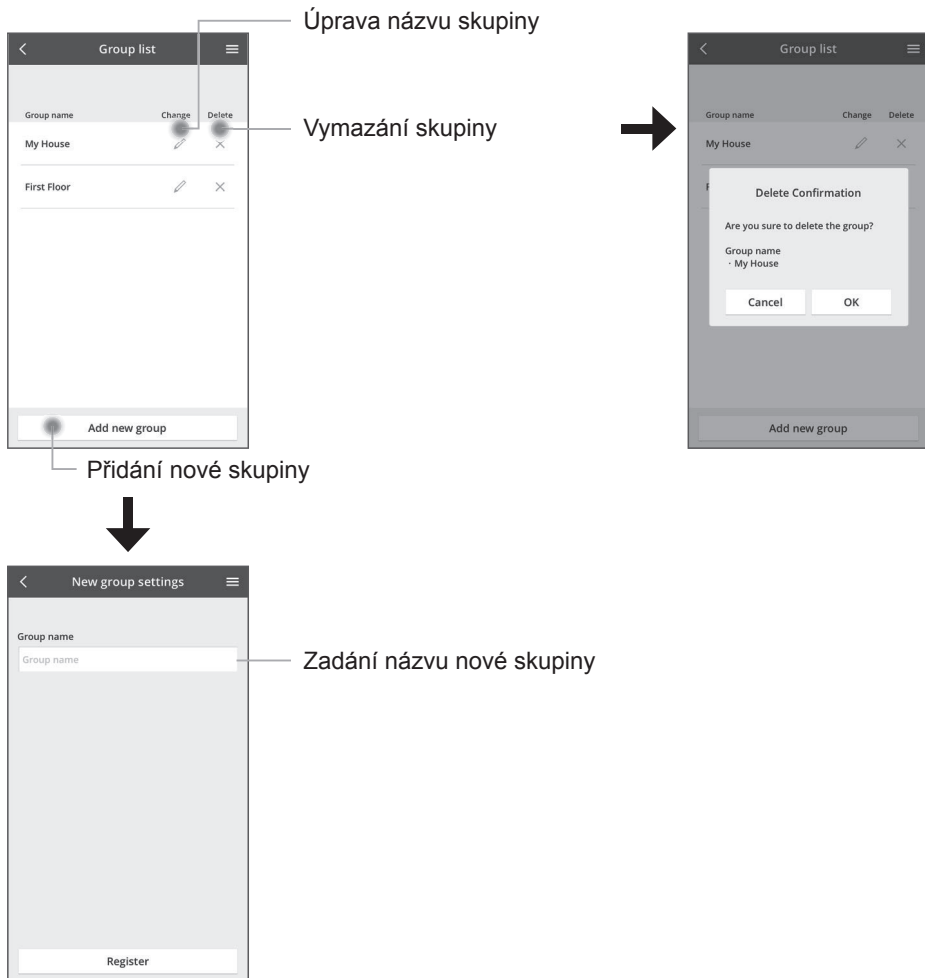 Úprava názvu skupiny
Group list
Group name Change Delete
My House
First Floor
Vymazání skupiny
Add new group
Přidání nové skupiny
Group list
Group name Change Delete
My House
F
Delete Confirmation
Are you sure to delete the group?
Group name
· My House
Cancel OK
Add new group
New group settings
Group name
Group name
Zadání názvu nové skupiny
Register